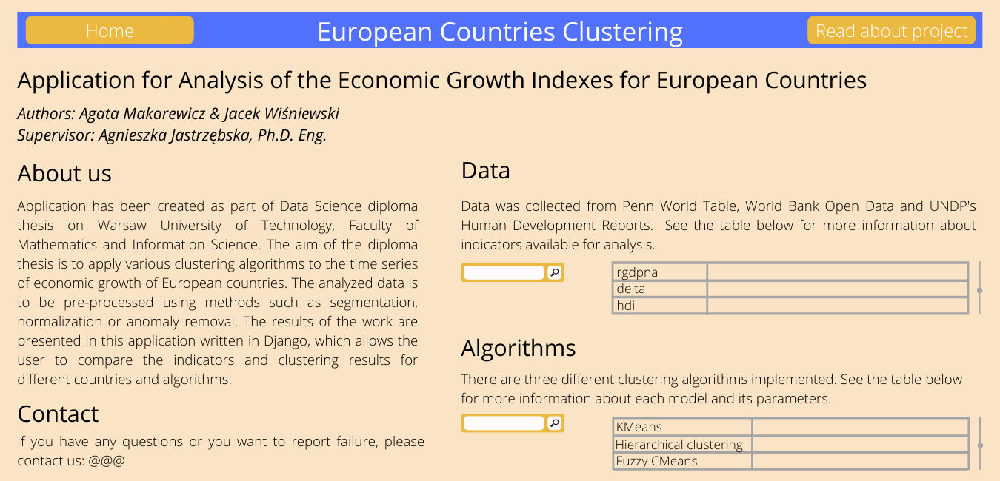 Home
European Countries Clustering
Read about project
Application for Analysis of the Economic Growth Indexes for European Countries
Authors: Agata Makarewicz & Jacek Wiśniewski
Supervisor: Agnieszka Jastrzębska, Ph.D. Eng.
About us
Application has been created as part of Data Science diploma
thesis on Warsaw University of Technology, Faculty of
Mathematics and Information Science. The aim of the diploma
thesis is to apply various clustering algorithms to the time series
of economic growth of European countries. The analyzed data is
to be pre-processed using methods such as segmentation,
normalization or anomaly removal. The results of the work are
presented in this application written in Django, which allows the
user to compare the indicators and clustering results for
different countries and algorithms.
Contact
If you have any questions or you want to report failure, please
contact us: @@@
Data
Data was collected from Penn World Table, World Bank Open Data and UNDP's
Human Development Reports. See the table below for more information about
indicators available for analysis.
rgdpna
delta
hdi
Algorithms
There are three different clustering algorithms implemented. See the table below
for more information about each model and its parameters.
KMeans
Hierarchical clustering
Fuzzy CMeans